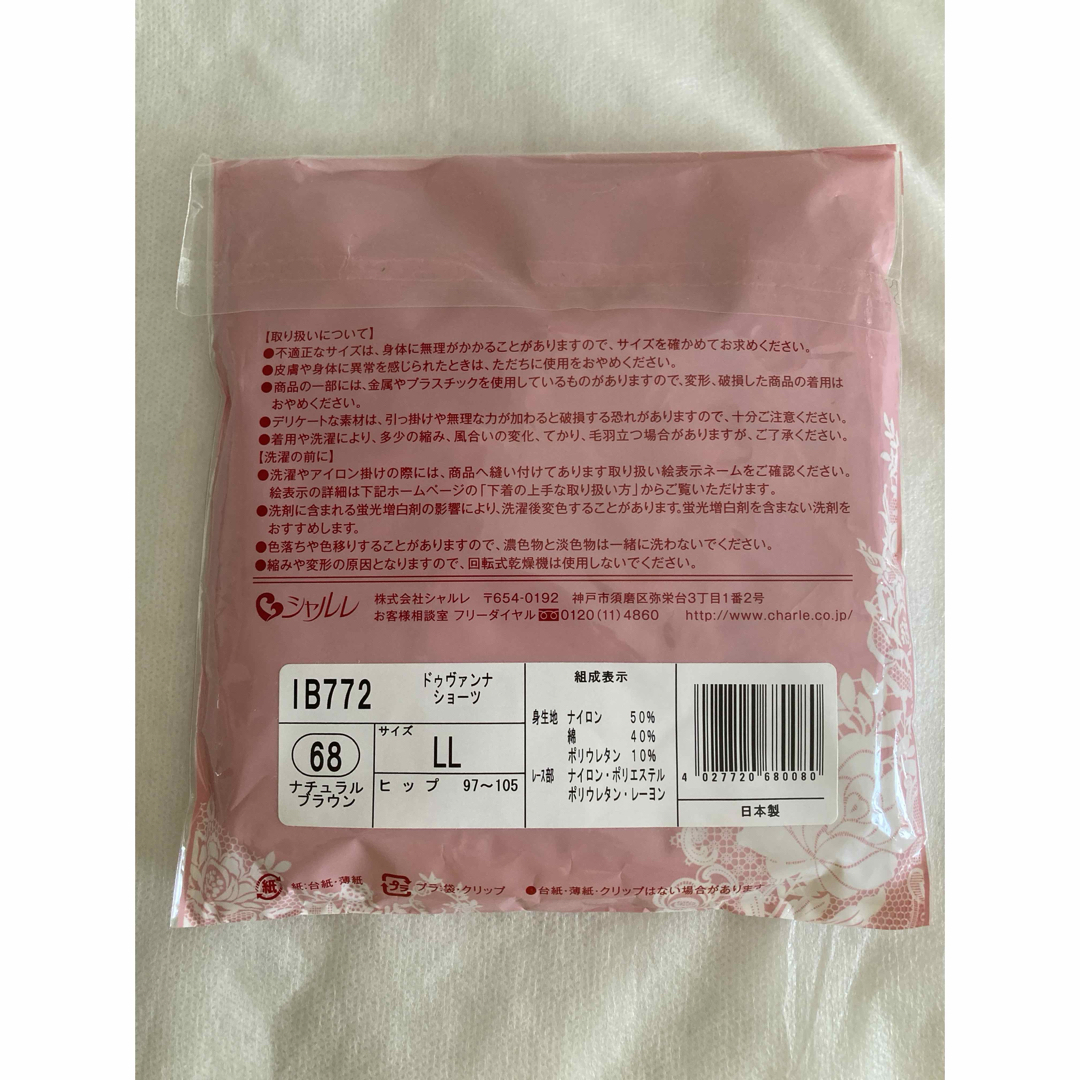 【取り扱いについて】
●不適正なサイズは、身体に無理がかかることがありますので、サイズを確かめてお求めください。
●皮膚や身体に異常を感じられたときは、ただちに使用をおやめください。
●商品の一部には、金属やプラスチックを使用しているものがありますので、変形、破損した商品の着用は
おやめください。
●デリケートな素材は、引っ掛けや無理な力が加わると破損する恐れがありますので、十分ご注意ください。
●着用や洗濯により、多少の縮み、風合いの変化、てかり、毛羽立つ場合がありますが、ご了承ください。
【洗濯の前に】
●洗濯やアイロン掛けの際には、商品へ縫い付けてあります取り扱い絵表示ネームをご確認ください。
絵表示の詳細は下記ホームページの「下着の上手な取り扱い方」からご覧いただけます。
●洗剤に含まれる蛍光増白剤の影響により、洗濯後変色することがあります。蛍光増白剤を含まない洗剤を
おすすめします。
●色落ちや色移りすることがありますので、濃色物と淡色物は一緒に洗わないでください。
●縮みや変形の原因となりますので、回転式乾燥機は使用しないでください。
シャルレ 株式会社シャルレ 〒654-0192 神戸市須磨区弥栄台3丁目1番2号
お客様相談室 フリーダイヤル 0120(11)4860 http://www.charle.co.jp/
IB772 ドゥヴァンナ
ショーツ
68
ナチュラル
ブラウン
サイズ
LL
ヒップ 97〜105
組成表示
身生地 ナイロン 50%
綿 40%
ポリウレタン 10%
レース部 ナイロン・ポリエステル
ポリウレタン・レーヨン
4 027720 680080
日本製
紙 紙:台紙・薄紙 プラ プラ:袋・クリップ ●台紙・薄紙・クリップはない場合があります